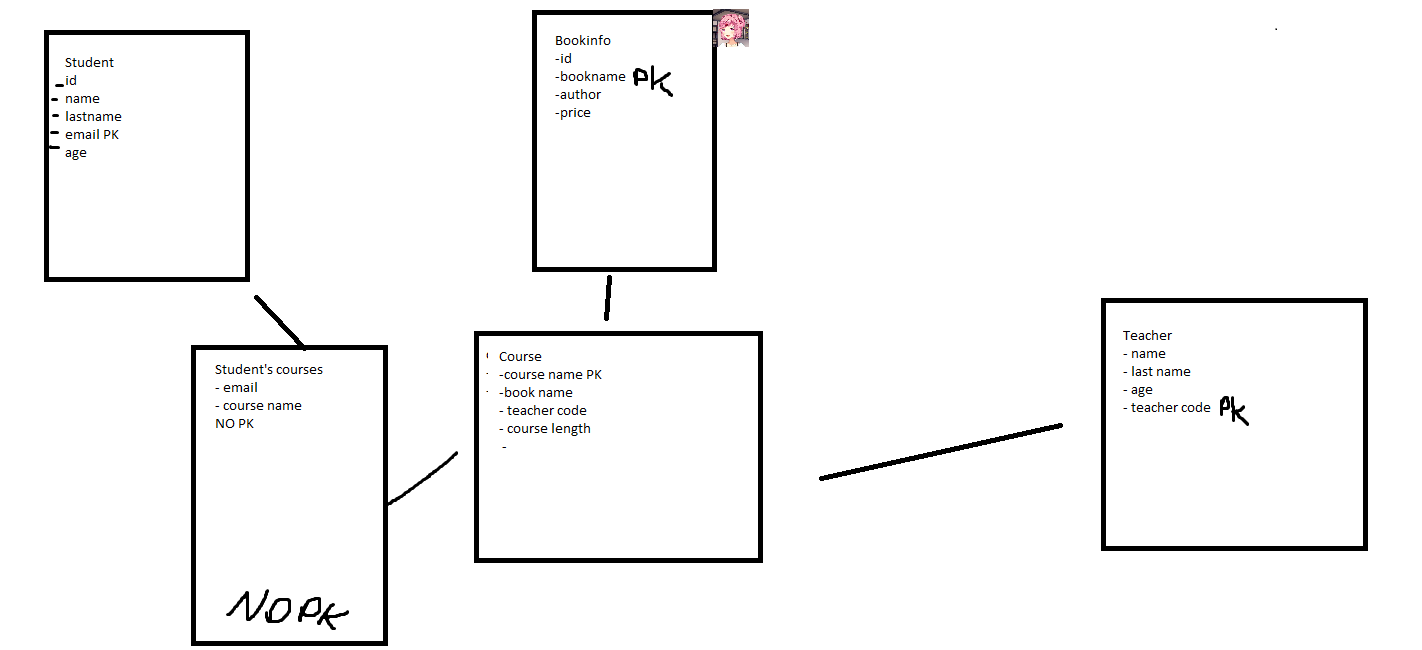 Student
id
name
lastname
email PK
age
Bookinfo
-id
-bookname PK
-author
-price
Student's courses
- email
- course name
NO PK
NO PK
Course
-course name PK
-book name
- teacher code
- course length
-
Teacher
- name
- last name
- age
- teacher code PK